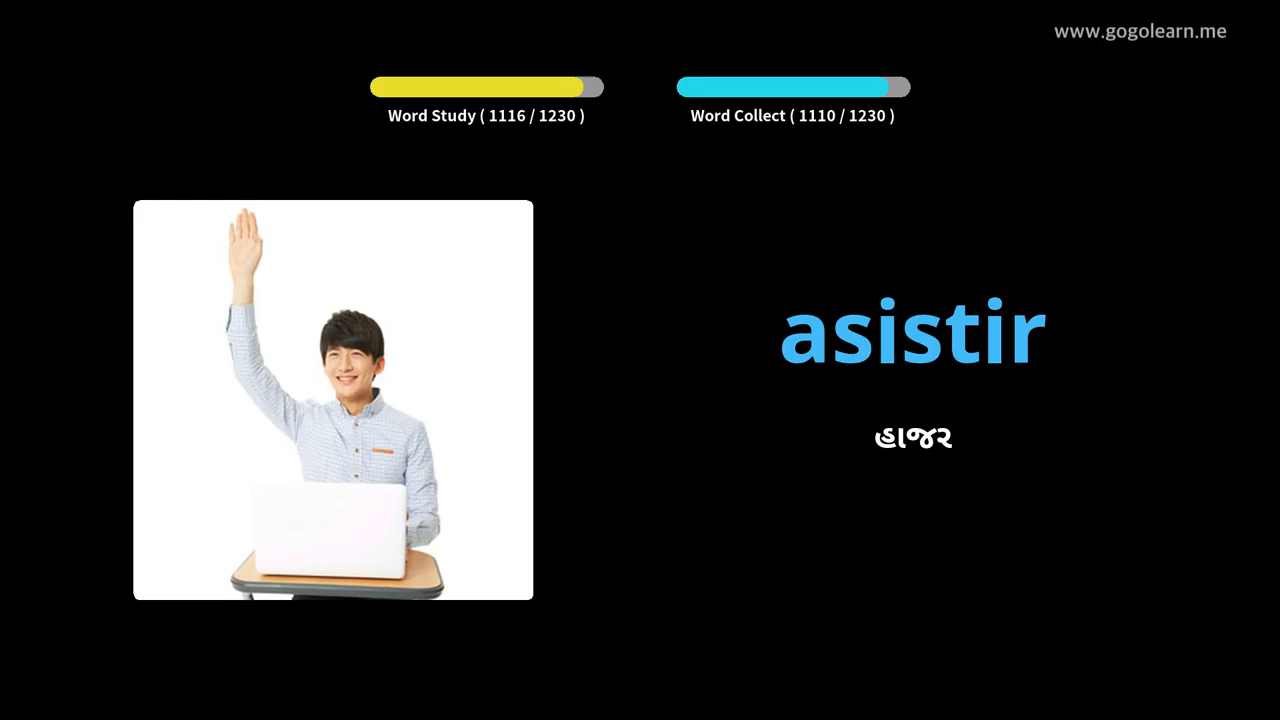 www.gogolearn.me
Word Study ( 1116 / 1230 )
Word Collect ( 1110 / 1230 )
asistir
હાજર